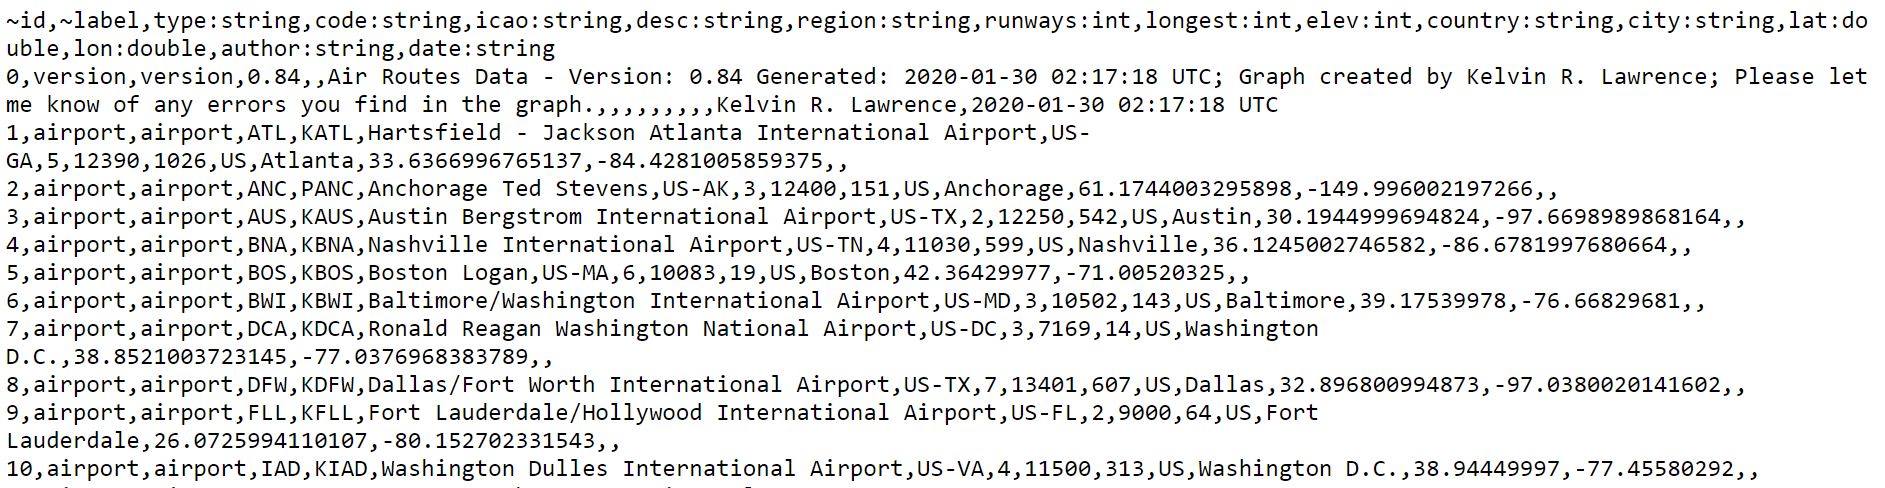 ~id,~label,type:string,code:string,icao:string,desc:string,region:string,runways:int,longest:int,elev:int,country:string,city:string,lat:do
uble,lon:double,author:string,date:string
0,version,version,0.84,,Air Routes Data - Version: 0.84 Generated: 2020-01-30 02:17:18 UTC; Graph created by Kelvin R. Lawrence; Please let
me know of any errors you find in the graph.,,,,,,,,,,Kelvin R. Lawrence,2020-01-30 02:17:18 UTC
1,airport,airport,ATL,KATL,Hartsfield - Jackson Atlanta International Airport,US-
GA,5,12390,1026,US,Atlanta,33.6366996765137,-84.4281005859375,,
2,airport,airport,ANC,PANC,Anchorage Ted Stevens,US-AK,3,12400,151,US,Anchorage,61.1744003295898,-149.996002197266,,
3,airport,airport,AUS,KAUS,Austin Bergstrom International Airport,US-TX,2,12250,542,US,Austin,30.1944999694824,-97.6698989868164,,
4,airport,airport,BNA,KBNA,Nashville International Airport,US-TN,4,11030,599,US,Nashville,36.1245002746582,-86.6781997680664,,
5,airport,airport,BOS,KBOS,Boston Logan,US-MA,6,10083,19,US,Boston,42.36429977,-71.00520325,,
6,airport,airport,BWI,KBWI,Baltimore/Washington International Airport,US-MD,3,10502,143,US,Baltimore,39.17539978,-76.66829681,,
7,airport,airport,DCA,KDCA,Ronald Reagan Washington National Airport,US-DC,3,7169,14,US,Washington
D.C.,38.8521003723145,-77.0376968383789,,
8,airport,airport,DFW,KDFW,Dallas/Fort Worth International Airport,US-TX,7,13401,607,US,Dallas,32.896800994873,-97.0380020141602,,
9,airport,airport,FLL,KFLL,Fort Lauderdale/Hollywood International Airport,US-FL,2,9000,64,US,Fort
Lauderdale,26.0725994110107,-80.152702331543,,
10,airport,airport,IAD,KIAD,Washington Dulles International Airport,US-VA,4,11500,313,US,Washington D.C.,38.94449997,-77.45580292,,